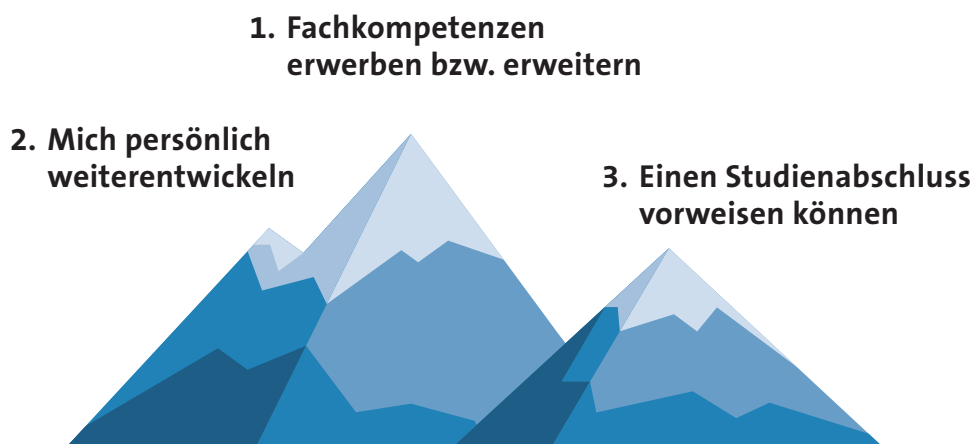 1. Fachkompetenzen
erwerben bzw. erweitern
2. Mich persönlich
weiterentwickeln
3. Einen Studienabschluss
vorweisen können